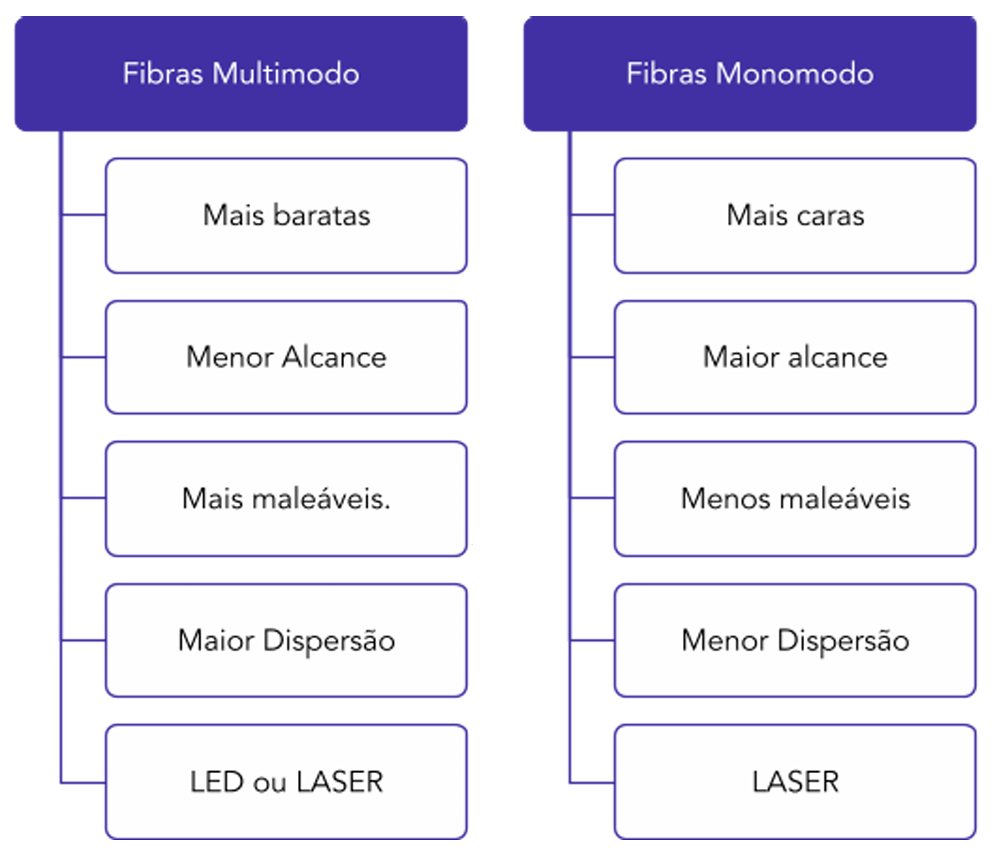 Fibras Multimodo
Mais baratas
Menor Alcance
Mais maleáveis.
Maior Dispersão
LED ou LASER
Fibras Monomodo
Mais caras
Maior alcance
Menos maleáveis
Menor Dispersão
LASER